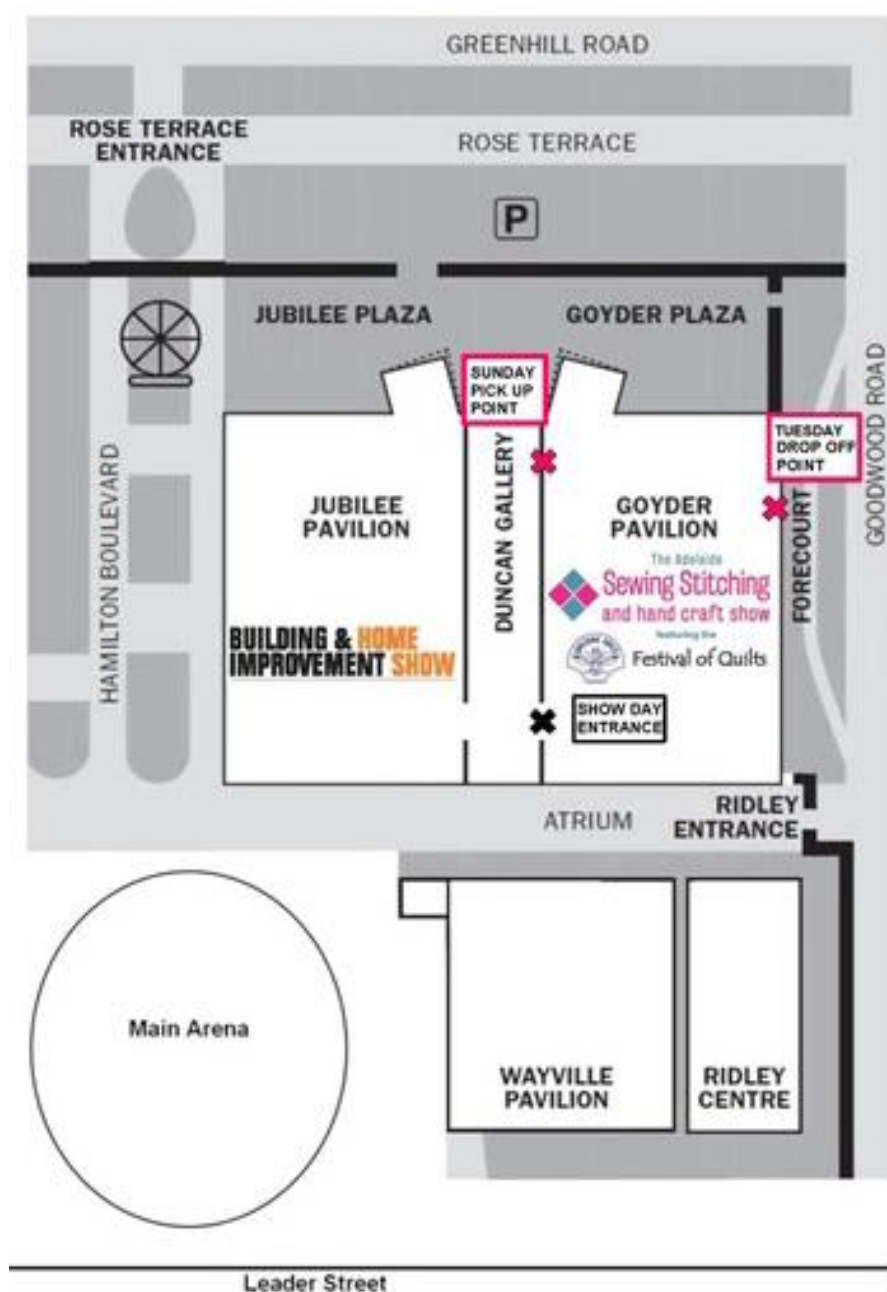 GREENHILL ROAD
ROSE TERRACE
ENTRANCE
ROSE TERRACE
P
JUBILEE PLAZA
GOYDER PLAZA
SUNDAY
PICK UP
POINT
TUESDAY
DROP OFF
POINT
GOODWOOD ROAD
HAMILTON BOULEVARD
JUBILEE
PAVILION
DUNCAN GALLERY
GOYDER
PAVILION
FORECOURT
The Adelaide
Sewing Stitching
and hand craft show
featuring the
Festival of Quilts
BUILDING & HOME
IMPROVEMENT SHOW
SHOW DAY
ENTRANCE
ATRIUM
RIDLEY
ENTRANCE
Main Arena
WAYVILLE
PAVILION
RIDLEY
CENTRE
Leader Street